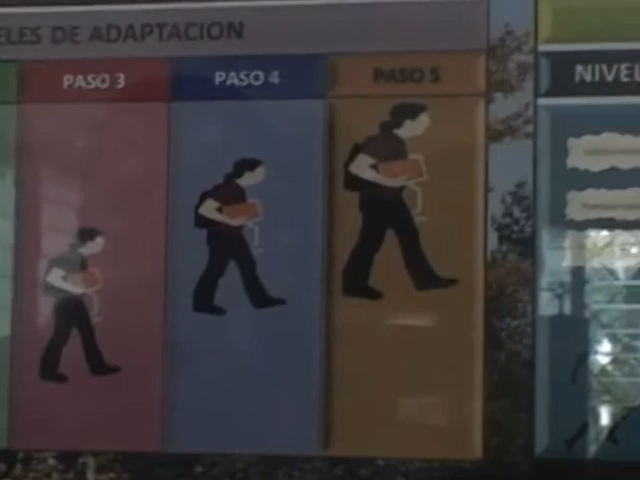 ELES DE ADAPTACION
PASO 3
PASO 4
PASO 5
NIVEL